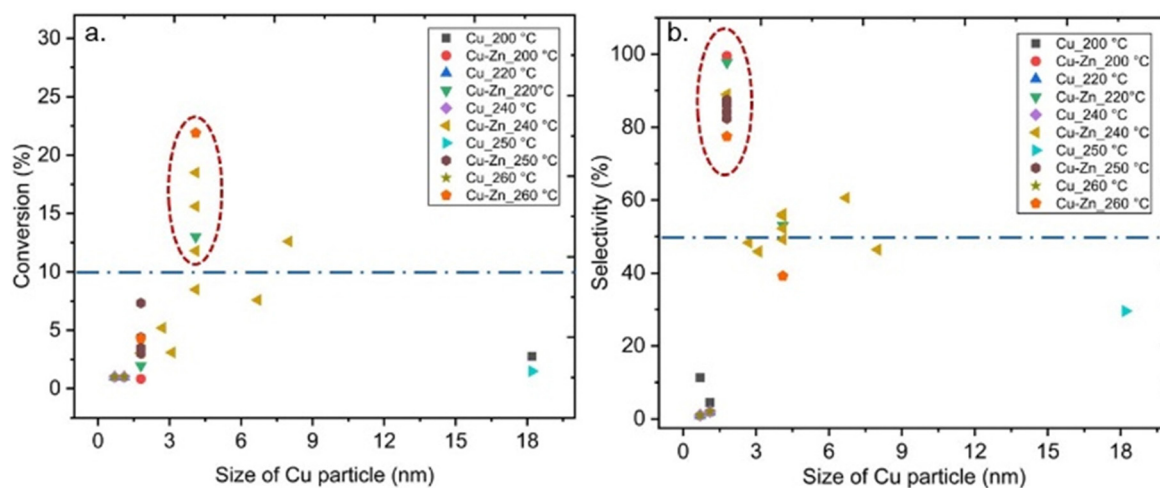 a.
Conversion (%)
30
25
20
15
10
5
0
Cu_200 °C
Cu-Zn_200 °C
Cu_220 °C
Cu-Zn_220°C
Cu_240 °C
Cu-Zn_240 °C
Cu_250 °C
Cu-Zn_250 °C
Cu_260 °C
Cu-Zn_260 °C
0 3 6 9 12 15 18
Size of Cu particle (nm)
b.
Selectivity (%)
100
80
60
40
20
0
Cu_200 °C
Cu-Zn_200 °C
Cu_220 °C
Cu-Zn_220°C
Cu_240 °C
Cu-Zn_240 °C
Cu_250 °C
Cu-Zn_250 °C
Cu_260 °C
Cu-Zn_260 °C
0 3 6 9 12 15 18
Size of Cu particle (nm)